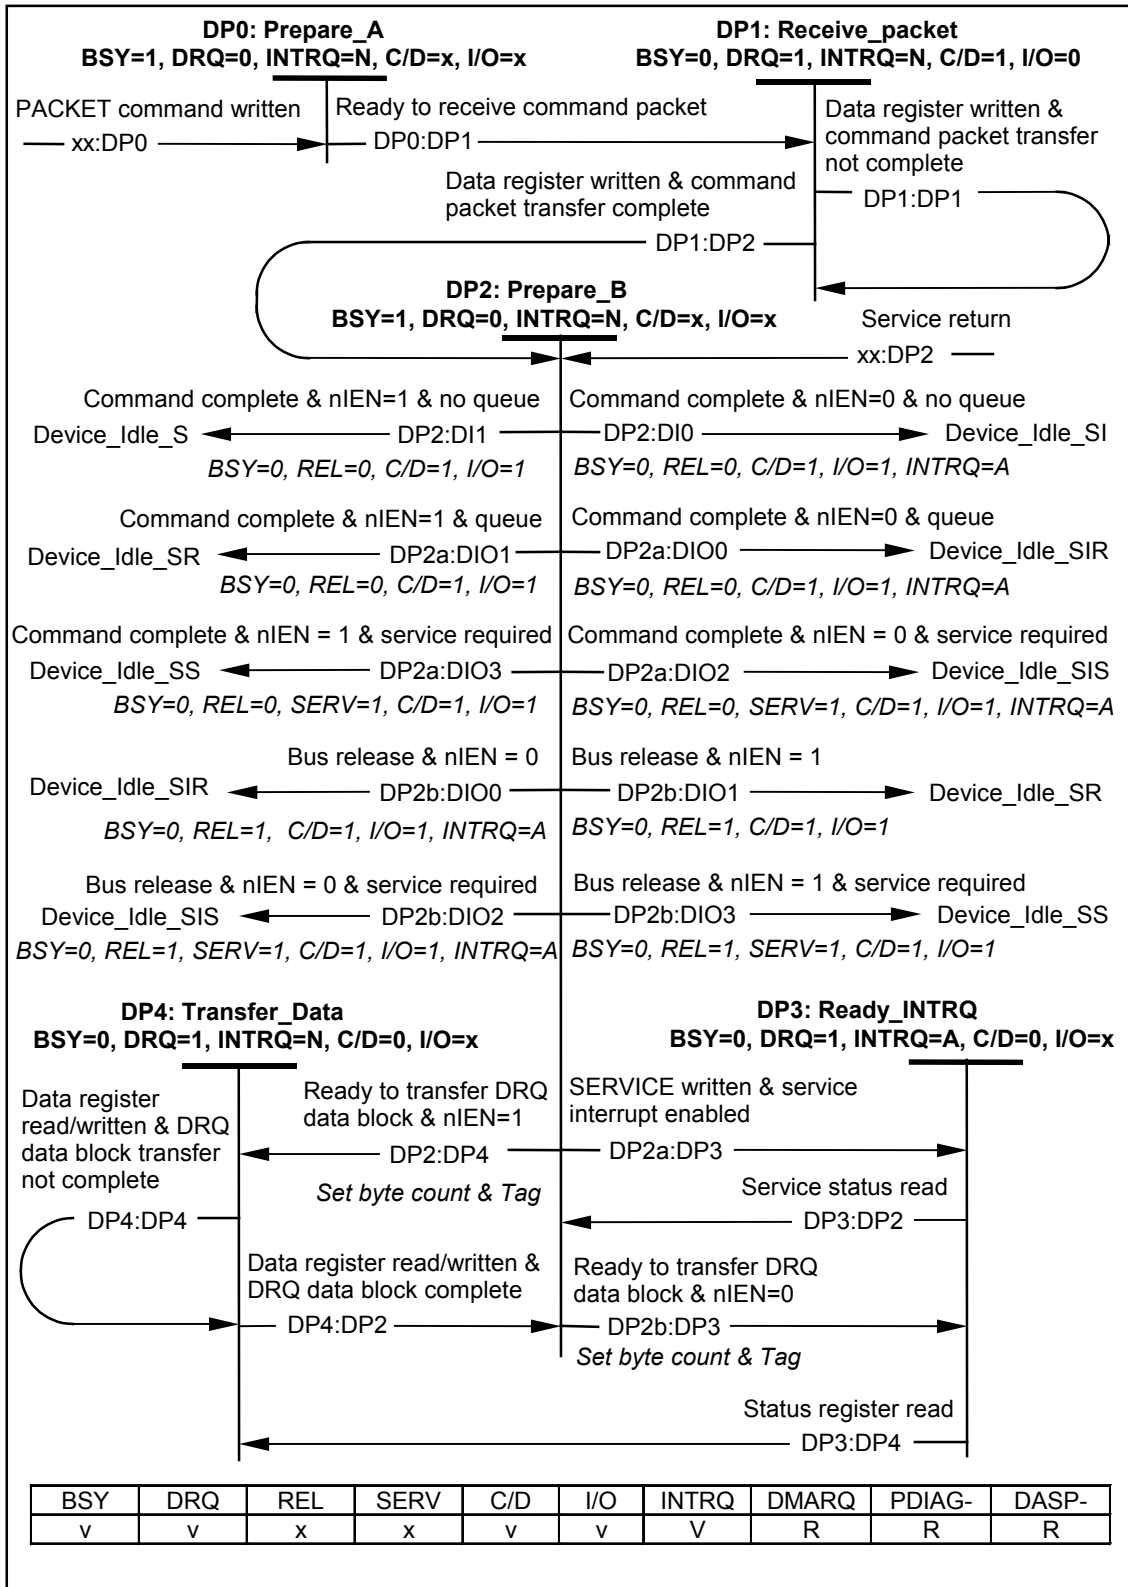 DP0: Prepare_A
BSY=1, DRQ=0, INTRQ=N, C/D=x, I/O=x
DP1: Receive_packet
BSY=0, DRQ=1, INTRQ=N, C/D=1, I/O=0
PACKET command written
xx:DP0
Ready to receive command packet
DP0:DP1
Data register written &
command packet transfer
not complete
DP1:DP1
Data register written & command
packet transfer complete
DP1:DP2
DP2: Prepare_B
BSY=1, DRQ=0, INTRQ=N, C/D=x, I/O=x
Service return
xx:DP2
Command complete & nIEN=1 & no queue
Device_Idle_S
DP2:DI1
BSY=0, REL=0, C/D=1, I/O=1
Command complete & nIEN=0 & no queue
DP2:DI0
Device_Idle_SI
BSY=0, REL=0, C/D=1, I/O=1, INTRQ=A
Command complete & nIEN=1 & queue
Device_Idle_SR
DP2a:DIO1
BSY=0, REL=0, C/D=1, I/O=1
Command complete & nIEN=0 & queue
DP2a:DIO0
Device_Idle_SIR
BSY=0, REL=0, C/D=1, I/O=1, INTRQ=A
Command complete & nIEN = 1 & service required
Device_Idle_SS
DP2a:DIO3
BSY=0, REL=0, SERV=1, C/D=1, I/O=1
Command complete & nIEN = 0 & service required
DP2a:DIO2
Device_Idle_SIS
BSY=0, REL=0, SERV=1, C/D=1, I/O=1, INTRQ=A
Bus release & nIEN = 0
Device_Idle_SIR
DP2b:DIO0
BSY=0, REL=1, C/D=1, I/O=1, INTRQ=A
Bus release & nIEN = 1
DP2b:DIO1
Device_Idle_SR
BSY=0, REL=1, C/D=1, I/O=1
Bus release & nIEN = 0 & service required
Device_Idle_SIS
DP2b:DIO2
BSY=0, REL=1, SERV=1, C/D=1, I/O=1, INTRQ=A
Bus release & nIEN = 1 & service required
DP2b:DIO3
Device_Idle_SS
BSY=0, REL=1, SERV=1, C/D=1, I/O=1
DP4: Transfer_Data
BSY=0, DRQ=1, INTRQ=N, C/D=0, I/O=x
DP3: Ready_INTRQ
BSY=0, DRQ=1, INTRQ=A, C/D=0, I/O=x
Data register
read/written & DRQ
data block transfer
not complete
DP4:DP4
Ready to transfer DRQ
data block & nIEN=1
DP2:DP4
Set byte count & Tag
SERVICE written & service
interrupt enabled
DP2a:DP3
Service status read
DP3:DP2
Data register read/written &
DRQ data block complete
DP4:DP2
Ready to transfer DRQ
data block & nIEN=0
DP2b:DP3
Set byte count & Tag
Status register read
DP3:DP4
BSY DRQ REL SERV C/D I/O INTRQ DMARQ PDIAG- DASP-
v v x x v v V R R R